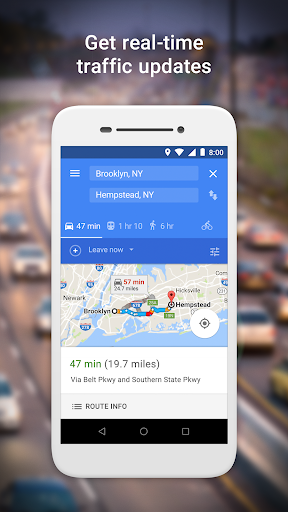 Get real-time
traffic updates
8:00
Brooklyn, NY
Hempstead, NY
47 min
1 hr 10
6 hr
Leave now
Newark
Hicksville
57 min
24.7 miles
Brooklyn
Hempstead
47 min (19.7 miles)
Via Belt Pkwy and Southern State Pkwy
ROUTE INFO